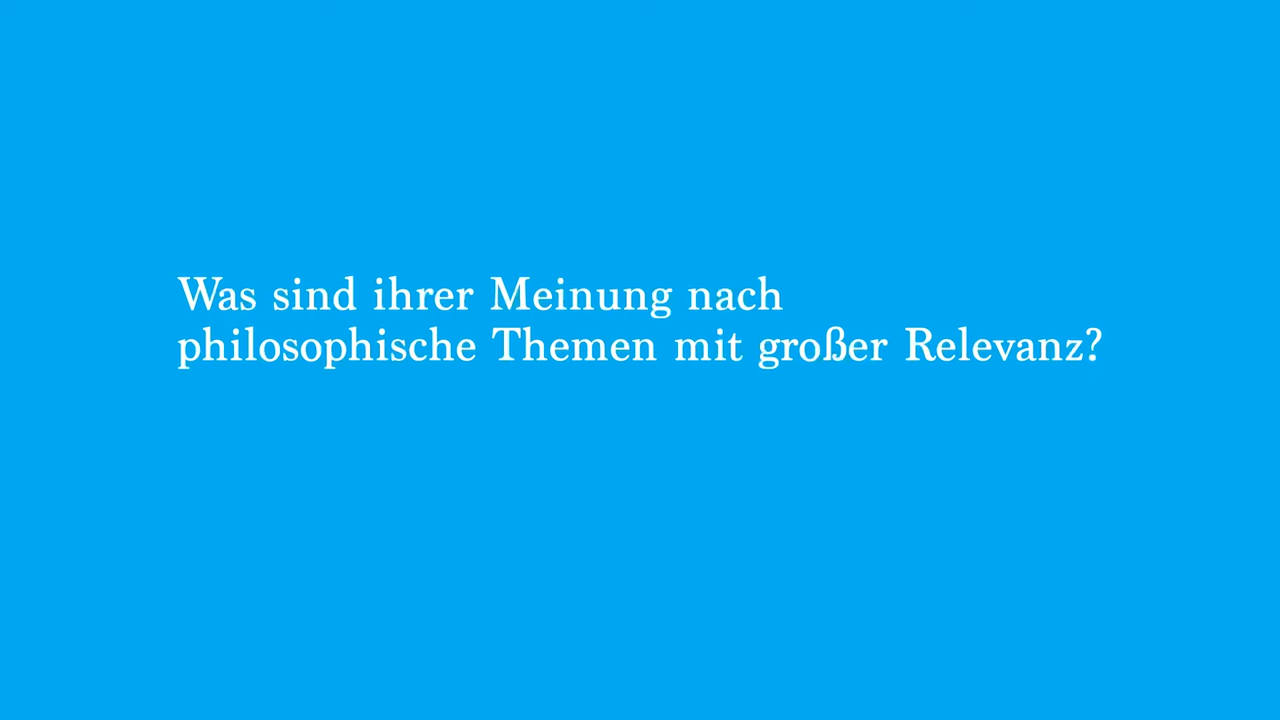 Was sind ihrer Meinung nach
philosophische Themen mit großer Relevanz?